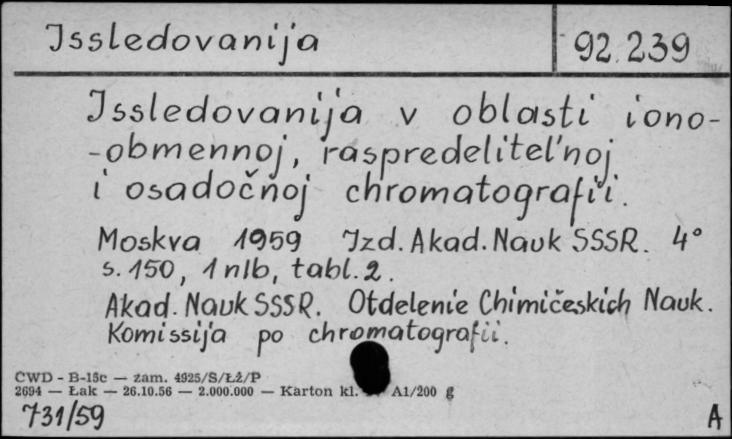 Issledovanija
92.239
Issledovanija v oblasti iono-
-obmennoj, raspredelitel'noj
i osadočnoj chromatografii.
Moskva 1959 Izd. Akad. Nauk SSSR. 4°
s. 150, 1 nlb, tabl. 2.
Akad. Nauk SSSR. Otdelenie Chimičeskich Nauk.
Komissija po chromatografii.
CWD - B-15c — zam. 4925/S/ŁŻ/P
2694 — Łak — 26.10.56 — 2.000.000 — Karton kl. A1/200 g
731/59
A